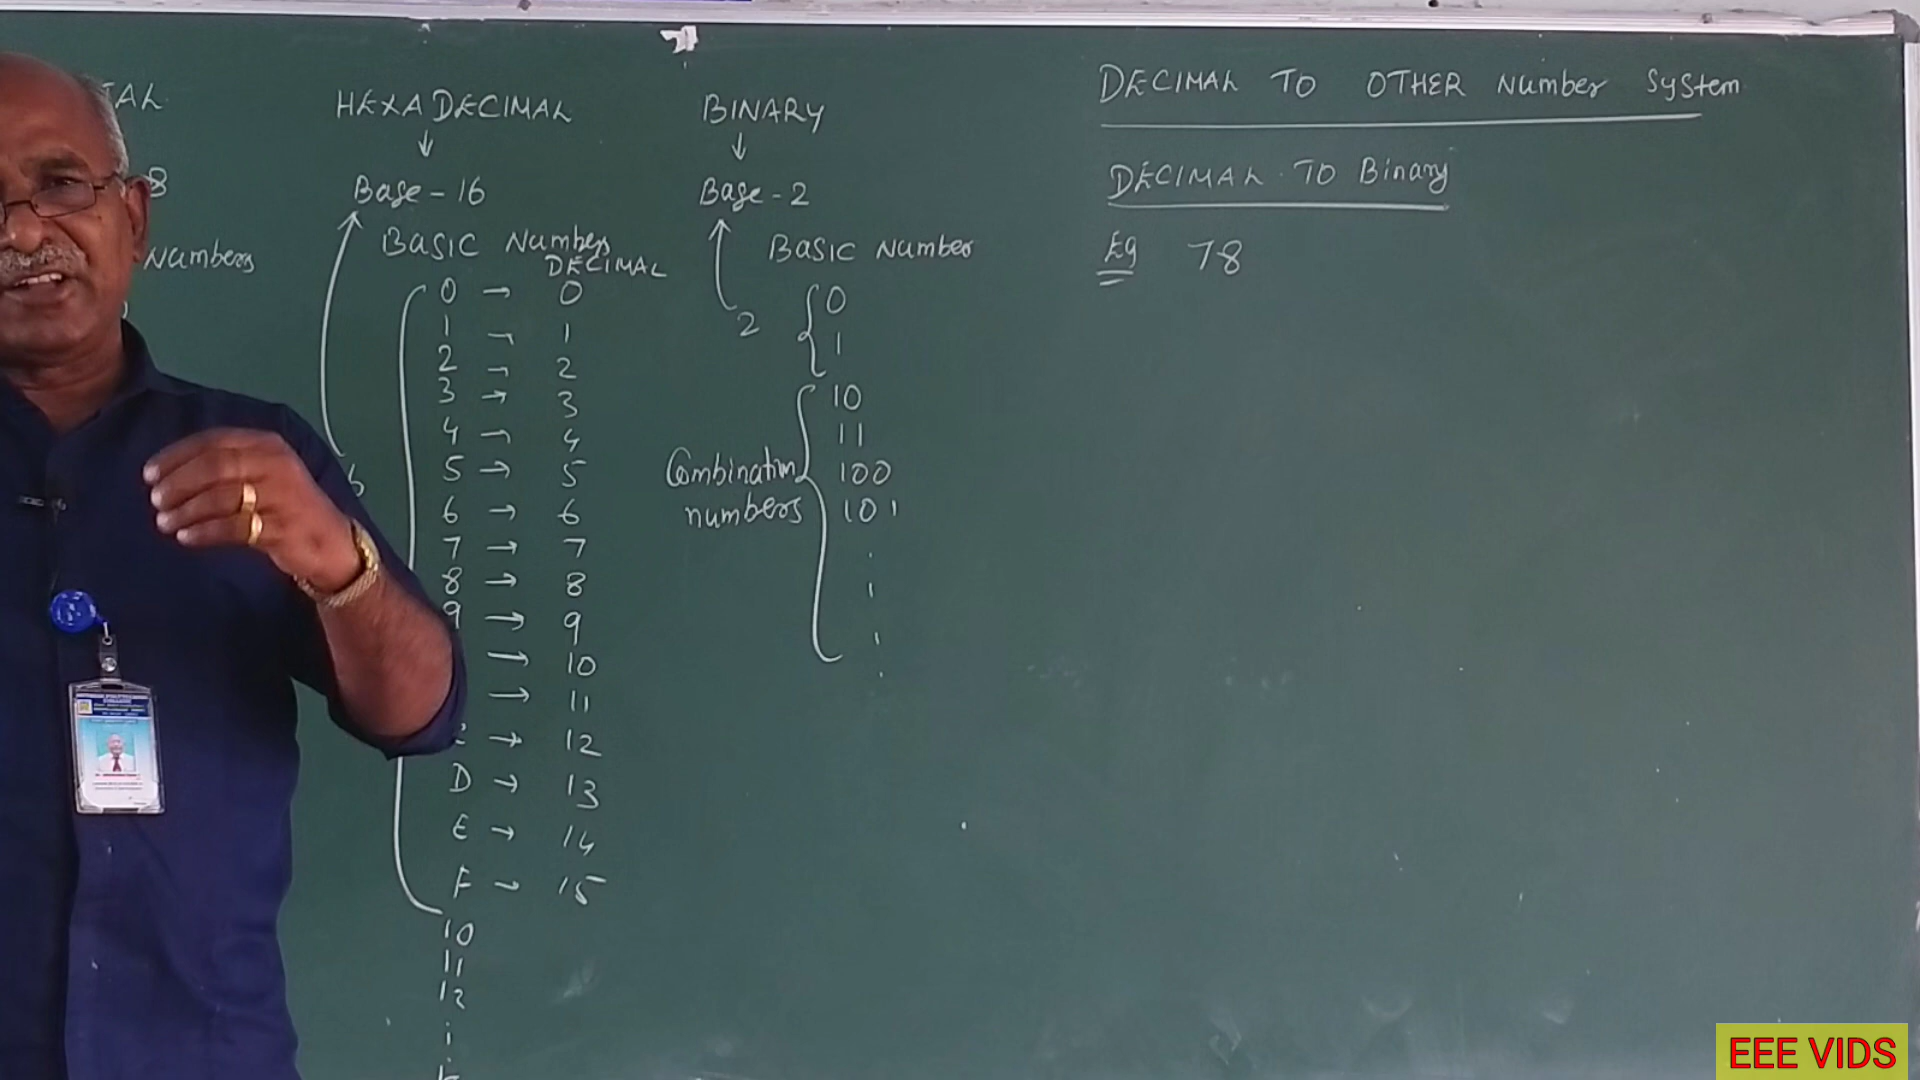 HEXADECIMAL
Base-16
BASIC Numbers
DECIMAL
0 → 0
1 → 1
2 → 2
3 → 3
4 → 4
5 → 5
6 → 6
7 → 7
8 → 8
9 → 9
→ 10
→ 11
→ 12
D → 13
E → 14
F → 15
10
11
12
8
Numbers
BINARY
Base-2
BASIC Number
2
0
1
10
11
100
101
Combination
numbers
DECIMAL TO OTHER Number System
DECIMAL TO Binary
Eg 78
EEE VIDS